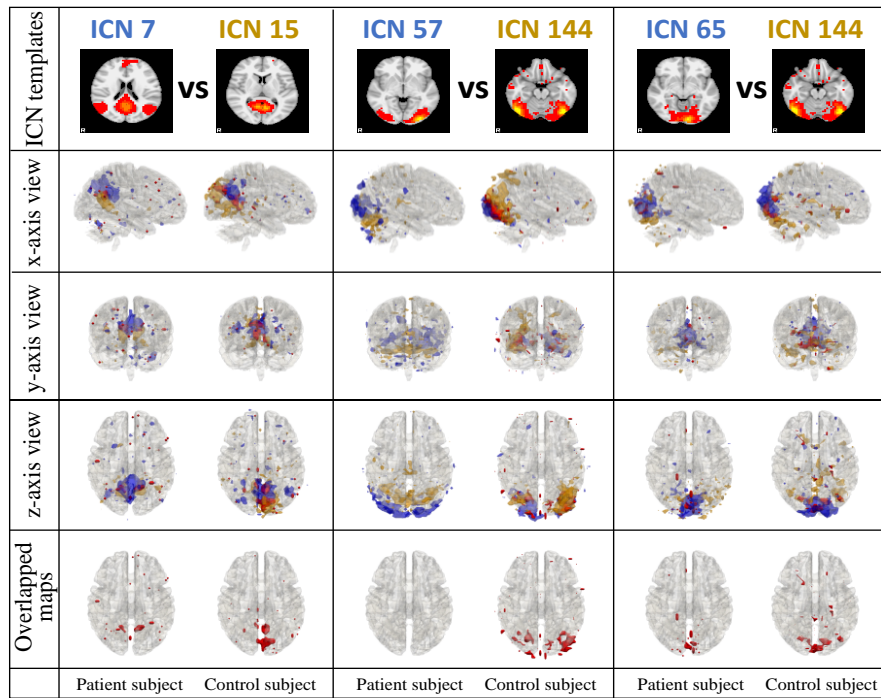 ICN templates
ICN 7 vs ICN 15
ICN 57 vs ICN 144
ICN 65 vs ICN 144
R R R R R R
x-axis view
y-axis view
z-axis view
Overlapped
maps
Patient subject Control subject Patient subject Control subject Patient subject Control subject